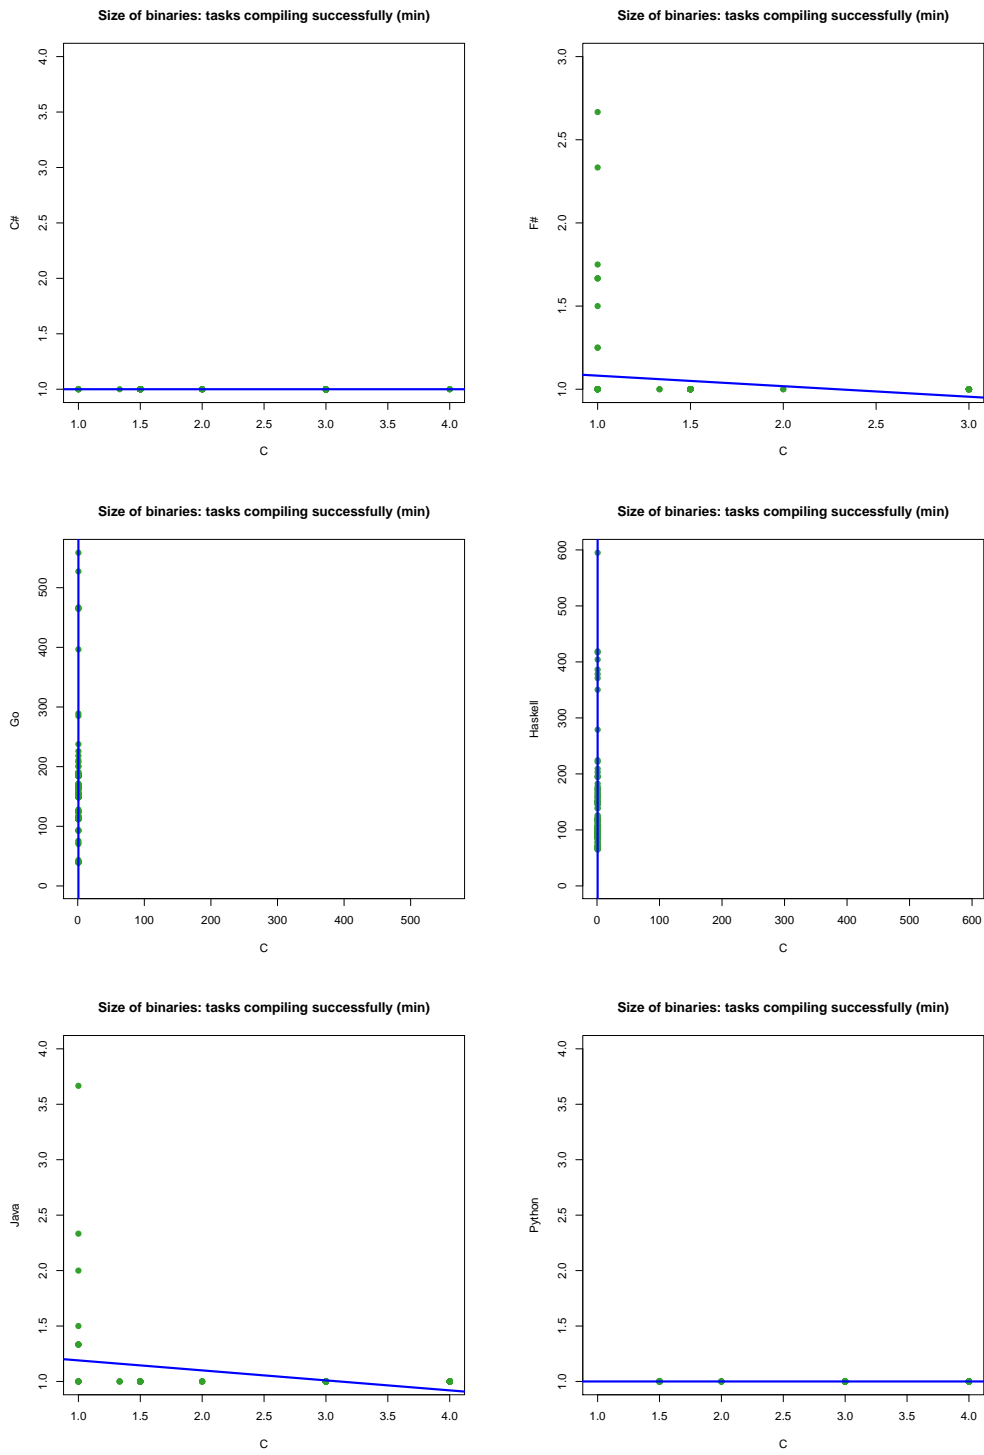 Size of binaries: tasks compiling successfully (min)
C#
4.0
3.5
3.0
2.5
2.0
1.5
1.0
1.0 1.5 2.0 2.5 3.0 3.5 4.0
C
Size of binaries: tasks compiling successfully (min)
F#
3.0
2.5
2.0
1.5
1.0
1.0 1.5 2.0 2.5 3.0
C
Size of binaries: tasks compiling successfully (min)
Go
500
400
300
200
100
0
0 100 200 300 400 500
C
Size of binaries: tasks compiling successfully (min)
Haskell
600
500
400
300
200
100
0
0 100 200 300 400 500 600
C
Size of binaries: tasks compiling successfully (min)
Java
4.0
3.5
3.0
2.5
2.0
1.5
1.0
1.0 1.5 2.0 2.5 3.0 3.5 4.0
C
Size of binaries: tasks compiling successfully (min)
Python
4.0
3.5
3.0
2.5
2.0
1.5
1.0
1.0 1.5 2.0 2.5 3.0 3.5 4.0
C